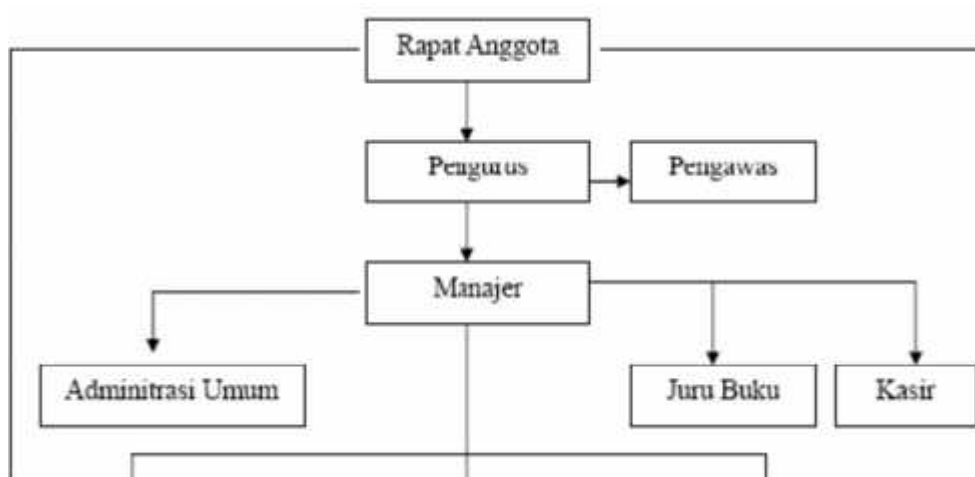 Rapat Anggota
Pengurus
Pengawas
Manajer
Adminitrasi Umum
Juru Buku
Kasir